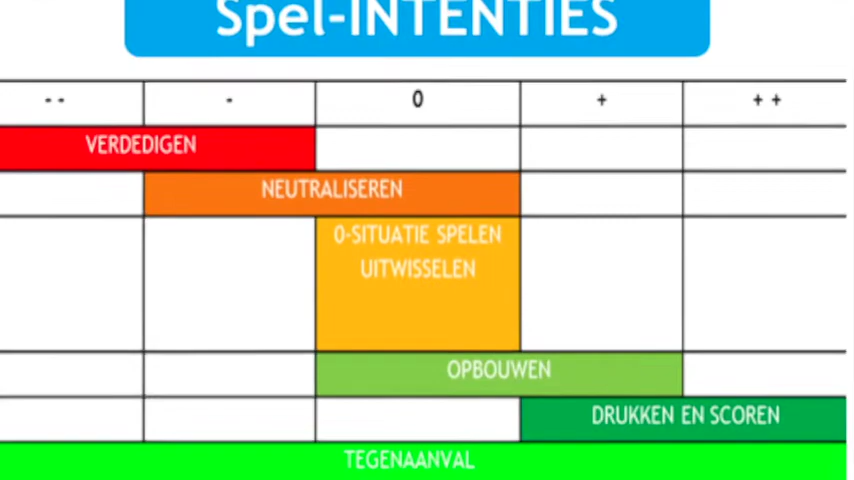 Spel-INTENTIES
-- - 0 + ++
VERDEDIGEN
NEUTRALISEREN
0-SITUATIE SPELEN
UITWISSELEN
OPBOUWEN
DRUKKEN EN SCOREN
TEGENAANVAL